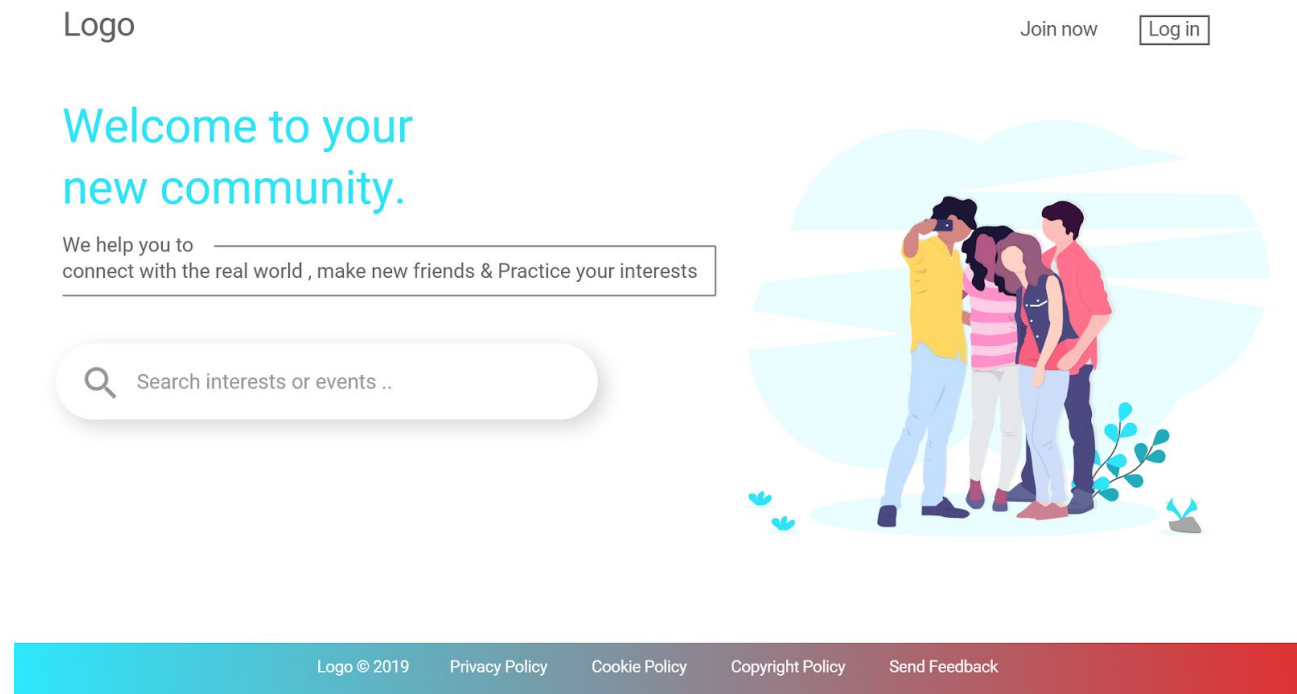 Logo
Join now
Log in
Welcome to your
new community.
We help you to
connect with the real world , make new friends & Practice your interests
Search interests or events ..
Logo © 2019
Privacy Policy
Cookie Policy
Copyright Policy
Send Feedback